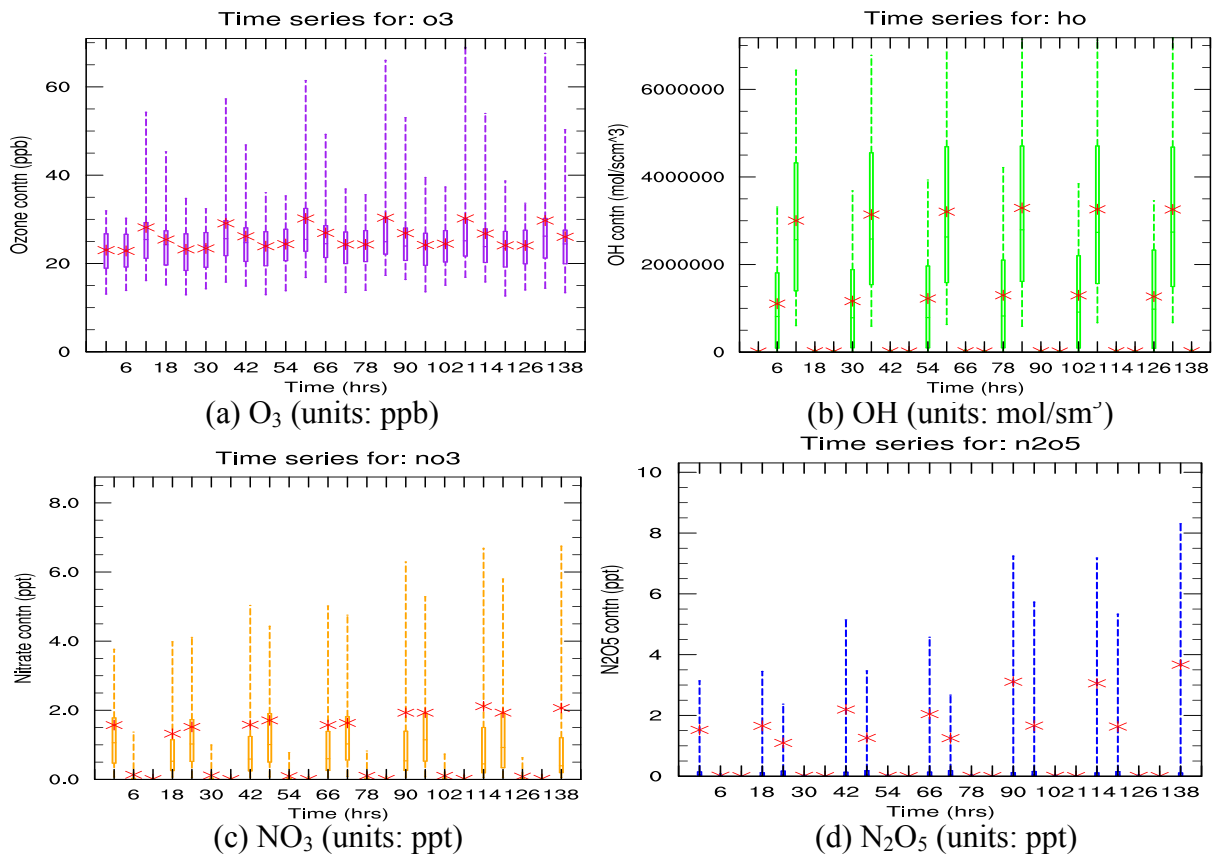 Time series for: o3
Ozone contn (ppb)
60
40
20
0
6 18 30 42 54 66 78 90 102 114 126 138
Time (hrs)
(a) O₃ (units: ppb)
Time series for: ho
OH contn (mol/scm^3)
6000000
4000000
2000000
0
6 18 30 42 54 66 78 90 102 114 126 138
Time (hrs)
(b) OH (units: mol/sm³)
Time series for: no3
Nitrate contn (ppt)
8.0
6.0
4.0
2.0
0.0
6 18 30 42 54 66 78 90 102 114 126 138
Time (hrs)
(c) NO₃ (units: ppt)
Time series for: n2o5
N2O5 contn (ppt)
10
8
6
4
2
0
6 18 30 42 54 66 78 90 102 114 126 138
Time (hrs)
(d) N₂O₅ (units: ppt)